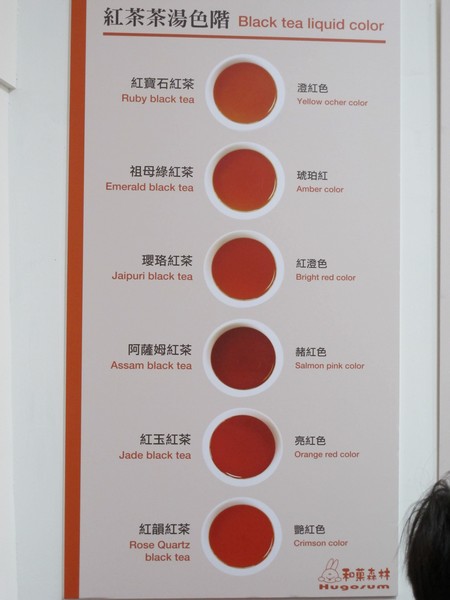 紅茶茶湯色階 Black tea liquid color
紅寶石紅茶
Ruby black tea
澄紅色
Yellow ocher color
祖母綠紅茶
Emerald black tea
琥珀紅
Amber color
瓔珞紅茶
Jaipuri black tea
紅澄色
Bright red color
阿薩姆紅茶
Assam black tea
赭紅色
Salmon pink color
紅玉紅茶
Jade black tea
亮紅色
Orange red color
紅韻紅茶
Rose Quartz
black tea
艷紅色
Crimson color
和菓森林
Hugosum